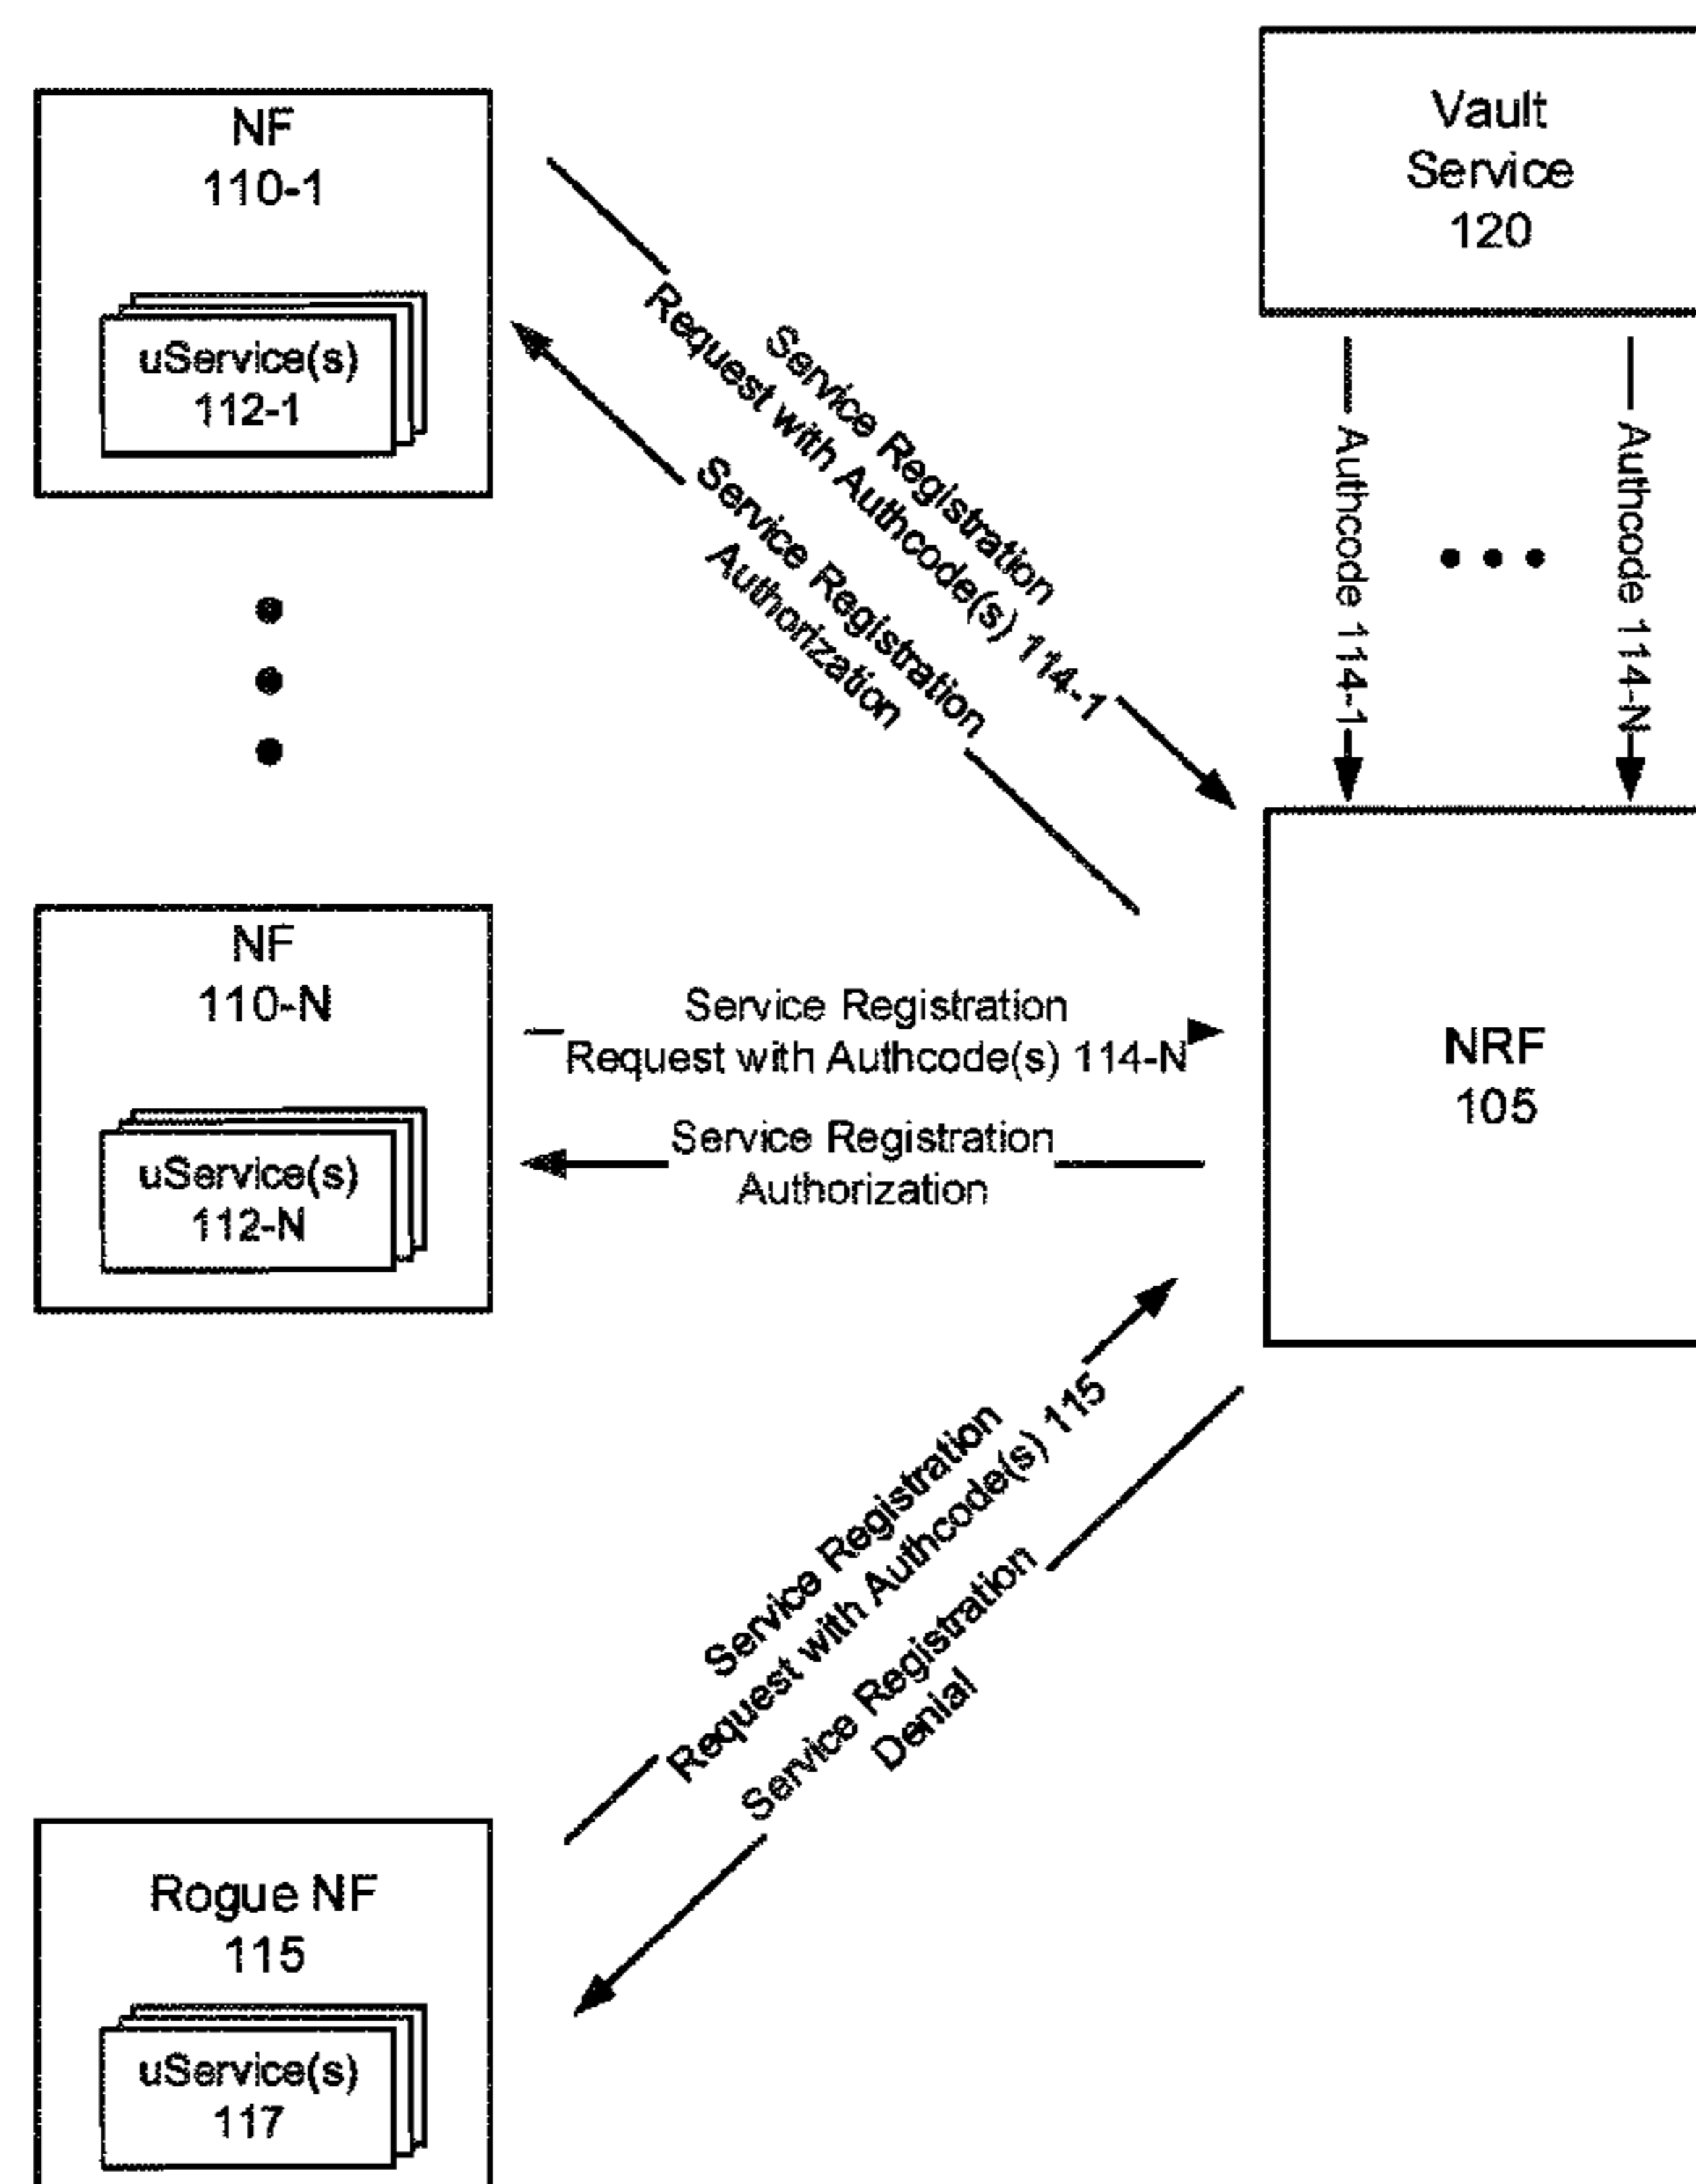 NF
110-1
uService(s)
112-1
Vault
Service
120
Service Registration
Request with Authcode(s) 114-1
Service Registration
Authorization
Authcode 114-1
Authcode 114-N
NF
110-N
uService(s)
112-N
Service Registration
Request with Authcode(s) 114-N
Service Registration
Authorization
NRF
105
Service Registration
Request with Authcode(s) 115
Service Registration
Denial
Rogue NF
115
uService(s)
117